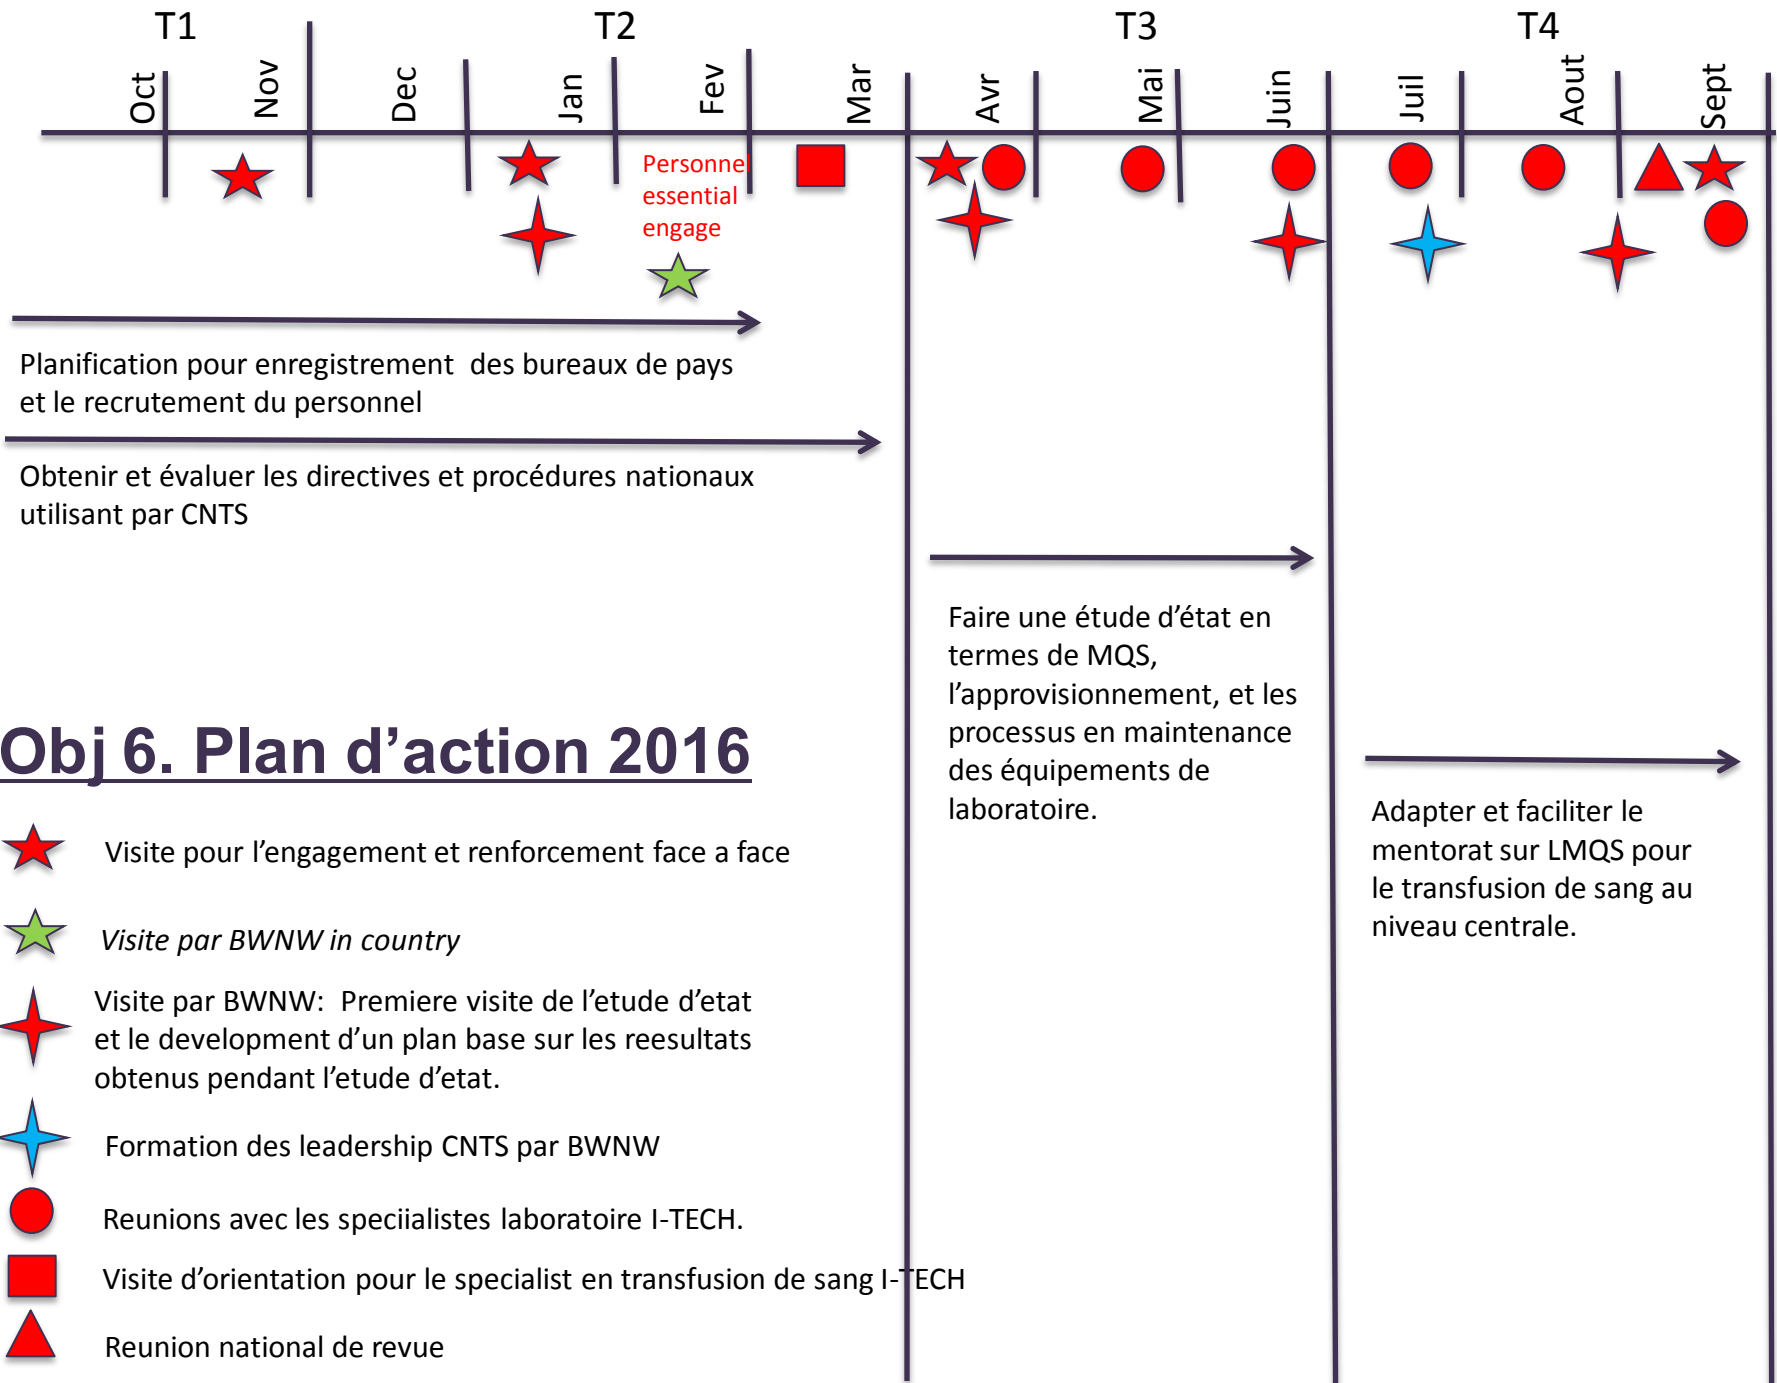 T1 T2 T3 T4
Oct Nov Dec Jan Fev Mar Avr Mai Juin Juil Aout Sept
Personnel
essential
engage
Planification pour enregistrement des bureaux de pays
et le recrutement du personnel
Obtenir et évaluer les directives et procédures nationaux
utilisant par CNTS
Faire une étude d’état en
termes de MQS,
l’approvisionnement, et les
processus en maintenance
des équipements de
laboratoire.
Adapter et faciliter le
mentorat sur LMQS pour
le transfusion de sang au
niveau centrale.
Obj 6. Plan d’action 2016
Visite pour l’engagement et renforcement face a face
Visite par BWNW in country
Visite par BWNW: Premiere visite de l’etude d’etat
et le development d’un plan base sur les reesultats
obtenus pendant l’etude d’etat.
Formation des leadership CNTS par BWNW
Reunions avec les speciialistes laboratoire I-TECH.
Visite d’orientation pour le specialist en transfusion de sang I-TECH
Reunion national de revue